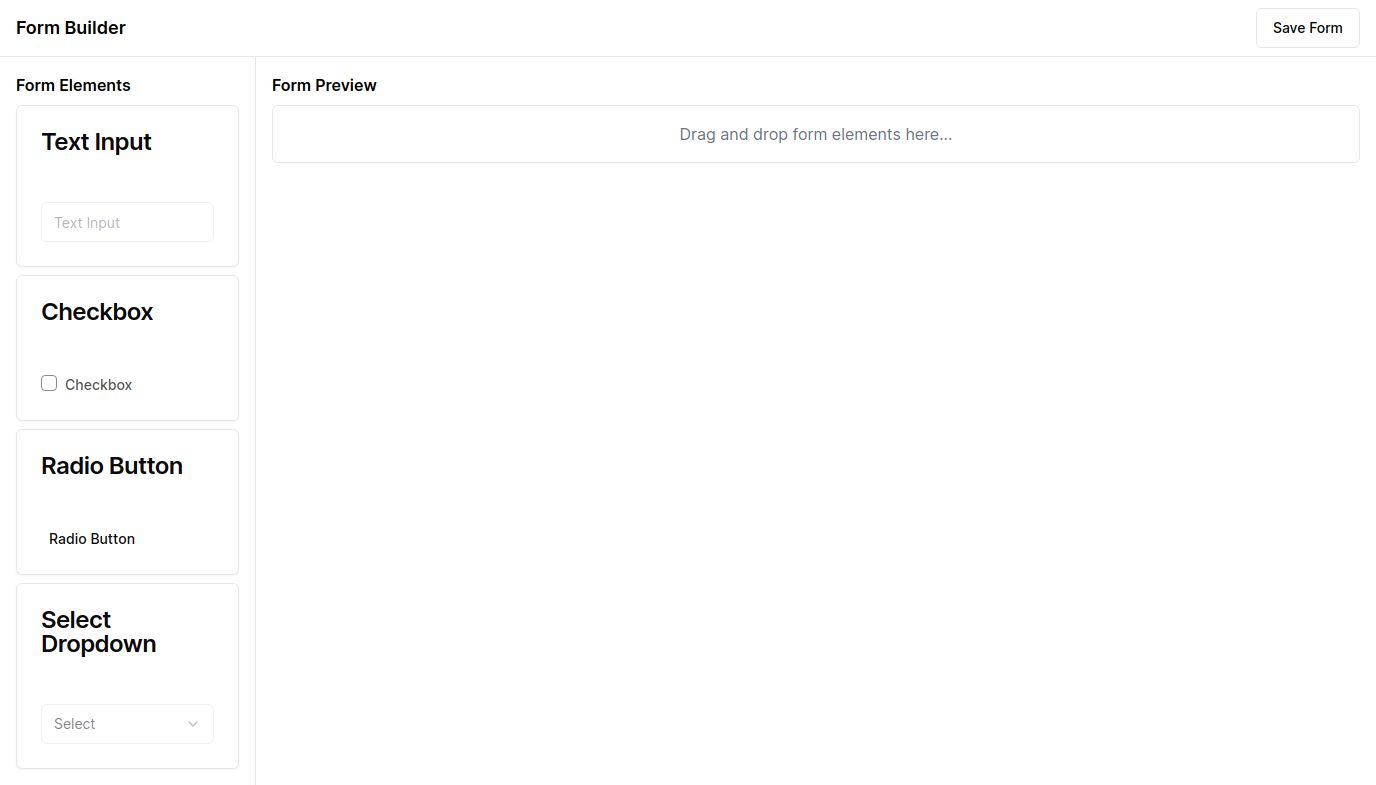 Form Builder
Save Form
Form Elements
Text Input
Text Input
Checkbox
Checkbox
Radio Button
Radio Button
Select
Dropdown
Select
Form Preview
Drag and drop form elements here...